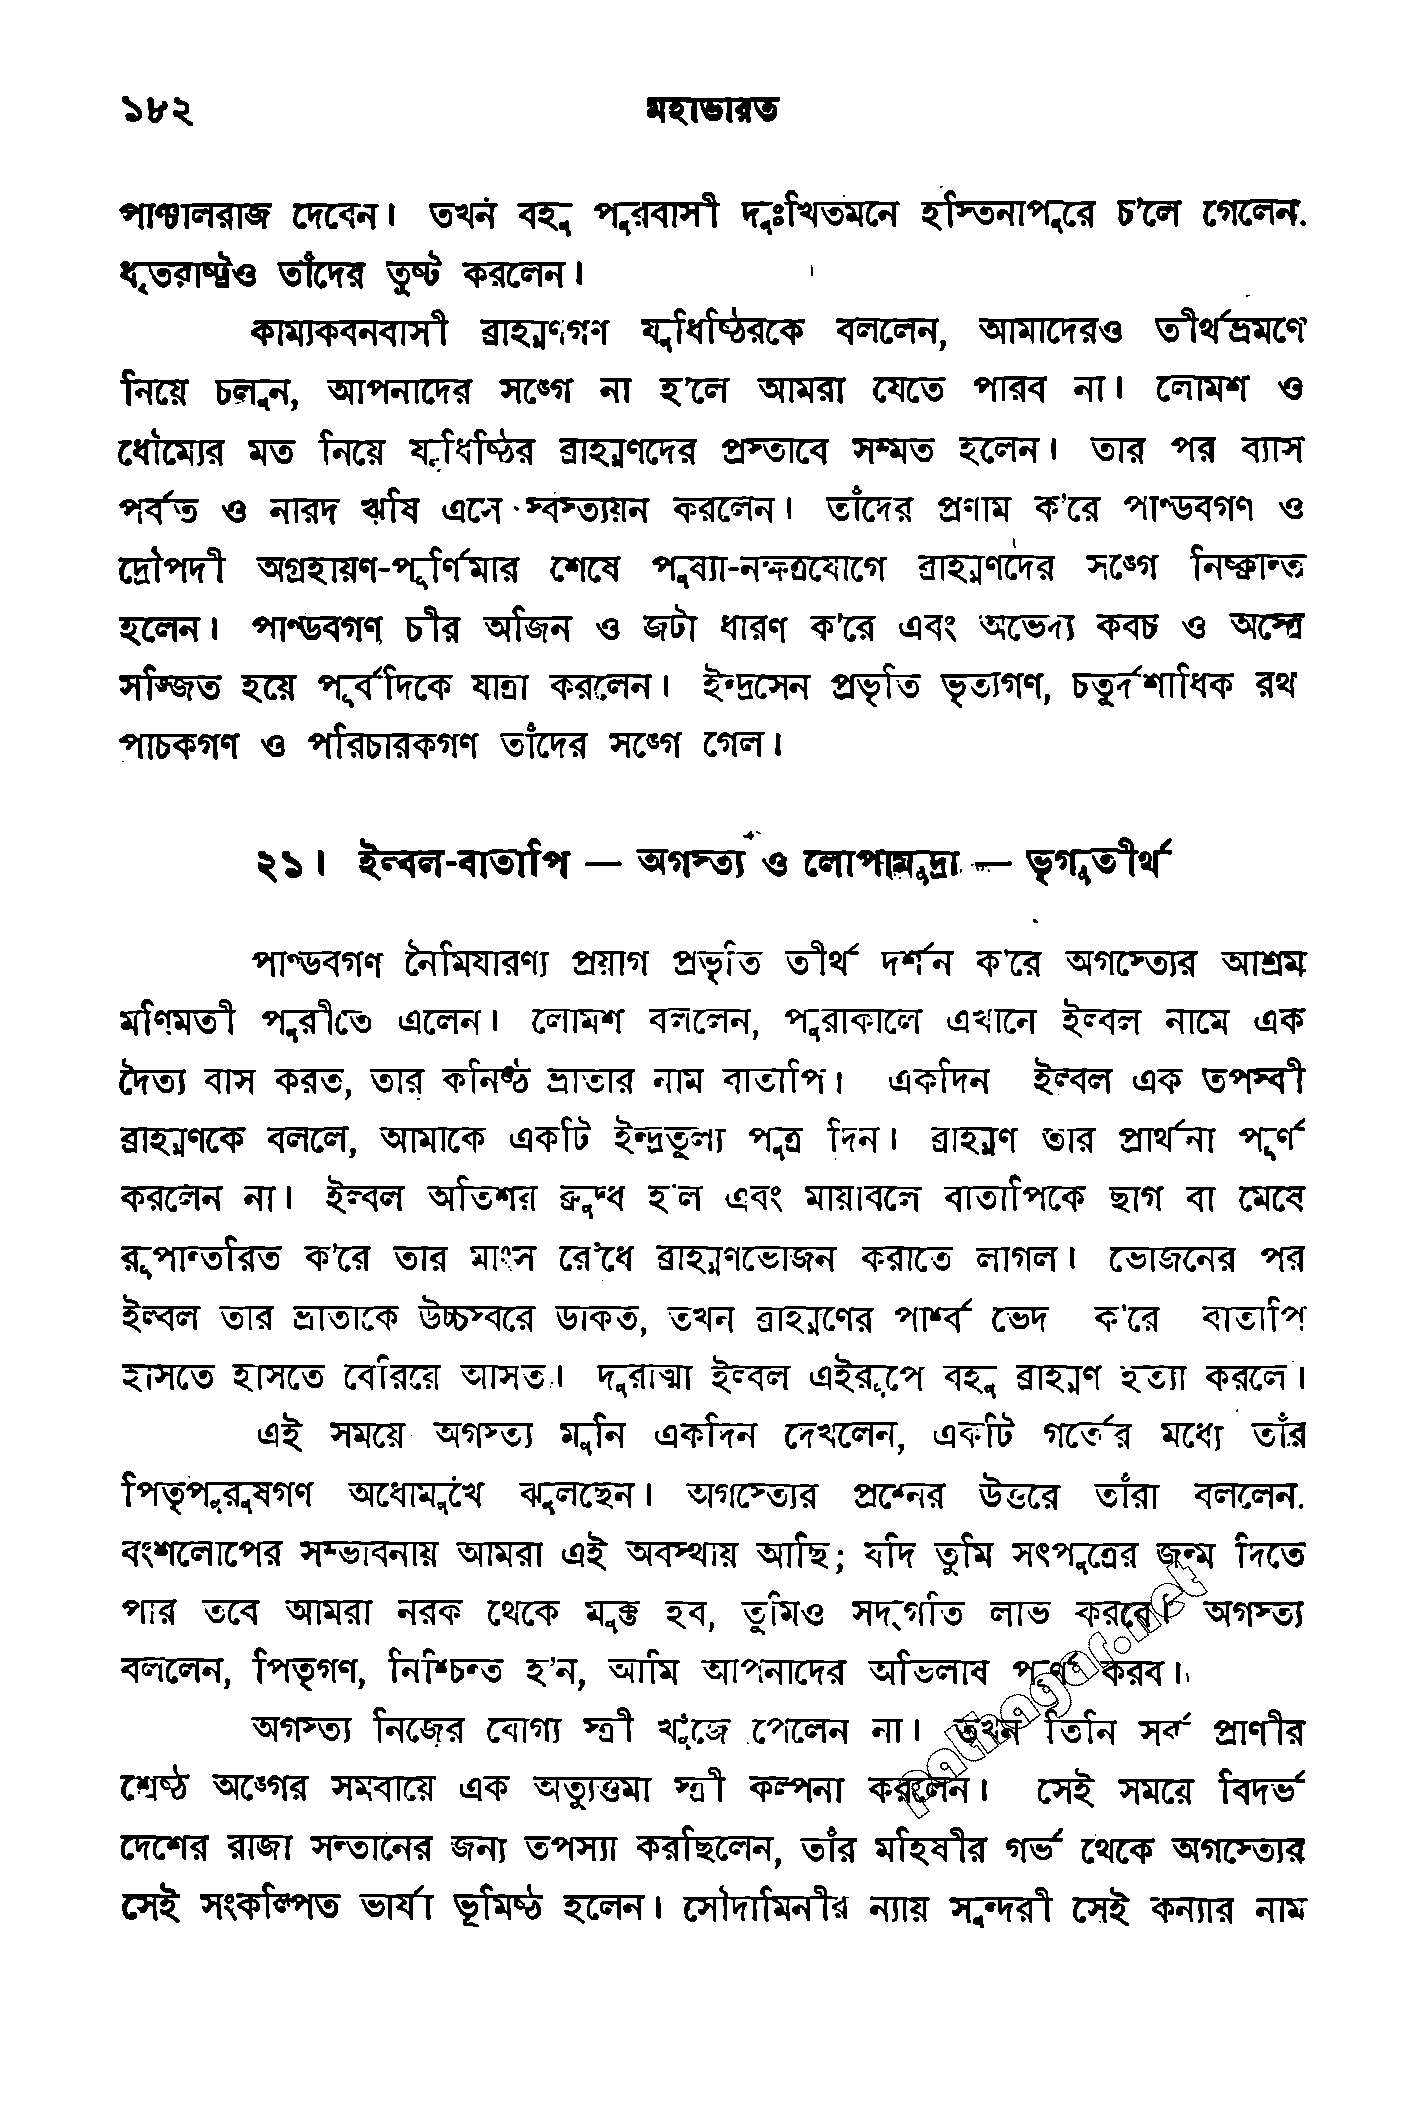 ১৮২ মহাভারত
পাঞ্চালরাজ দেবেন। তখন বহু পুরবাসী দুঃখিতমনে হস্তিনাপুরে চ’লে গেলেন.
ধৃতরাষ্ট্রও তাঁদের তুষ্ট করলেন।
কাম্যকবনবাসী ব্রাহ্মণগণ যুধিষ্ঠিরকে বললেন, আমাদেরও তীর্থভ্রমণে
নিয়ে চলুন, আপনাদের সঙ্গে না হ’লে আমরা যেতে পারব না। লোমশ ও
ধৌম্যের মত নিয়ে যুধিষ্ঠির ব্রাহ্মণদের প্রস্তাবে সম্মত হলেন। তার পর ব্যাস
পর্বত ও নারদ ঋষি এসে স্বস্ত্যয়ন করলেন। তাঁদের প্রণাম ক’রে পাণ্ডবগণ ও
দ্রৌপদী অগ্রহায়ণ-পূর্ণিমার শেষে পুষ্যা-নক্ষত্রযোগে ব্রাহ্মণদের সঙ্গে নিষ্ক্রান্ত
হলেন। পাণ্ডবগণ চীর অজিন ও জটা ধারণ ক’রে এবং অভেদ্য কবচ ও অস্ত্রে
সজ্জিত হয়ে পূর্বদিকে যাত্রা করলেন। ইন্দ্রসেন প্রভৃতি ভৃত্যগণ, চতুর্দশাধিক রথ
পাচকগণ ও পরিচারকগণ তাঁদের সঙ্গে গেল।
২১। ইল্বল-বাতাপি — অগস্ত্য ও লোপামুদ্রা — ভৃগুতীর্থ
পাণ্ডবগণ নৈমিষারণ্য প্রয়াগ প্রভৃতি তীর্থ দর্শন ক’রে অগস্ত্যের আশ্রম
মণিমতী পুরীতে এলেন। লোমশ বললেন, পুরাকালে এখানে ইল্বল নামে এক
দৈত্য বাস করত, তার কনিষ্ঠ ভ্রাতার নাম বাতাপি। একদিন ইল্বল এক তপস্বী
ব্রাহ্মণকে বললে, আমাকে একটি ইন্দ্রতুল্য পুত্র দিন। ব্রাহ্মণ তার প্রার্থনা পূর্ণ
করলেন না। ইল্বল অতিশয় ক্রুদ্ধ হ’ল এবং মায়াবলে বাতাপিকে ছাগ বা মেষে
রূপান্তরিত ক’রে তার মাংস রেঁধে ব্রাহ্মণভোজন করাতে লাগল। ভোজনের পর
ইল্বল তার ভ্রাতাকে উচ্চস্বরে ডাকত, তখন ব্রাহ্মণের পার্শ্ব ভেদ ক’রে বাতাপি
হাসতে হাসতে বেরিয়ে আসত। দুরাত্মা ইল্বল এইরূপে বহু ব্রাহ্মণ হত্যা করলে।
এই সময়ে অগস্ত্য মুনি একদিন দেখলেন, একটি গর্তের মধ্যে তাঁর
পিতৃপুরুষগণ অধোমুখে ঝুলছেন। অগস্ত্যের প্রশ্নের উত্তরে তাঁরা বললেন.
বংশলোপের সম্ভাবনায় আমরা এই অবস্থায় আছি; যদি তুমি সৎপুত্রের জন্ম দিতে
পার তবে আমরা নরক থেকে মুক্ত হব, তুমিও সদ্‌গতি লাভ করবে। অগস্ত্য
বললেন, পিতৃগণ, নিশ্চিন্ত হ’ন, আমি আপনাদের অভিলাষ পূর্ণ করব।
অগস্ত্য নিজের যোগ্য স্ত্রী খুঁজে পেলেন না। তখন তিনি সর্ব প্রাণীর
শ্রেষ্ঠ অঙ্গের সমবায়ে এক অত্যুত্তমা স্ত্রী কল্পনা করলেন। সেই সময়ে বিদর্ভ
দেশের রাজা সন্তানের জন্য তপস্যা করছিলেন, তাঁর মহিষীর গর্ভ থেকে অগস্ত্যের
সেই সংকল্পিত ভার্যা ভূমিষ্ঠ হলেন। সৌদামিনীর ন্যায় সুন্দরী সেই কন্যার নাম
pathagar.net